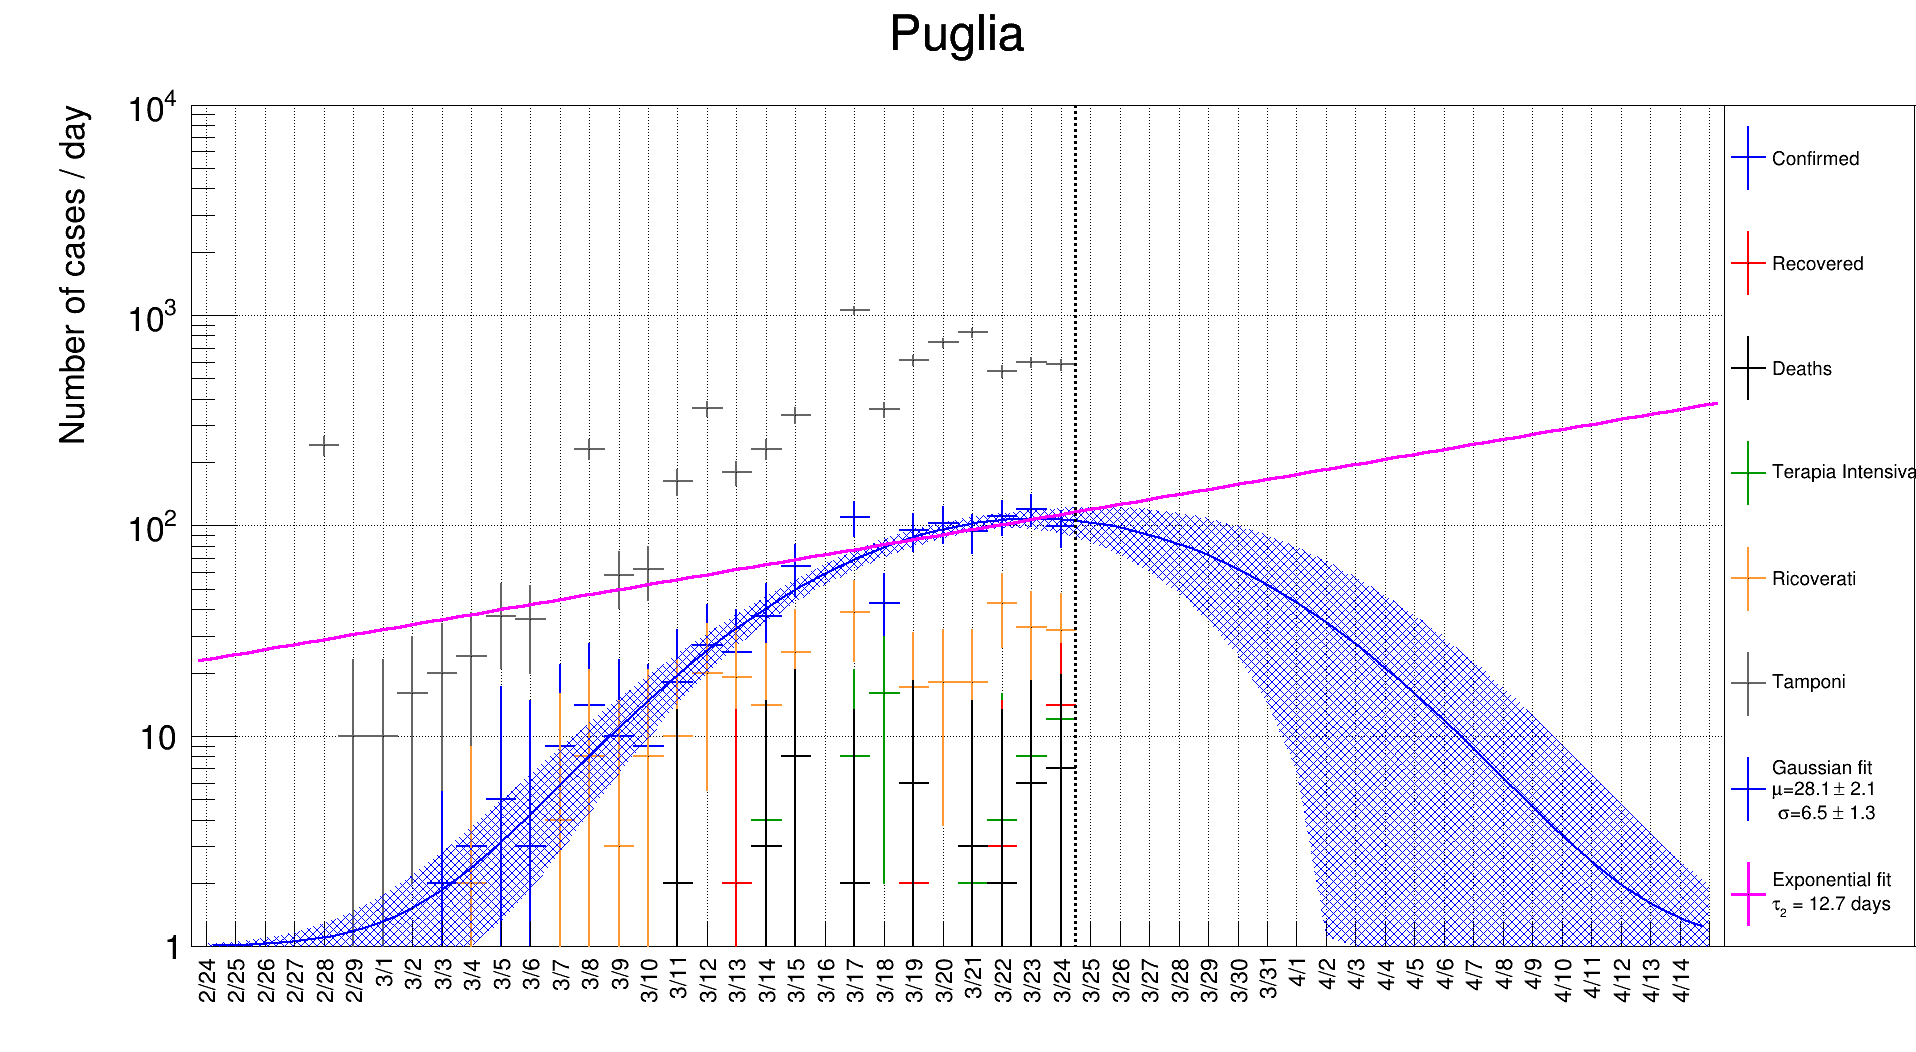 Puglia
Number of cases / day
10^4
10^3
10^2
10
1
2/24 2/25 2/26 2/27 2/28 2/29 3/1 3/2 3/3 3/4 3/5 3/6 3/7 3/8 3/9 3/10 3/11 3/12 3/13 3/14 3/15 3/16 3/17 3/18 3/19 3/20 3/21 3/22 3/23 3/24 3/25 3/26 3/27 3/28 3/29 3/30 3/31 4/1 4/2 4/3 4/4 4/5 4/6 4/7 4/8 4/9 4/10 4/11 4/12 4/13 4/14
Confirmed
Recovered
Deaths
Terapia Intensiva
Ricoverati
Tamponi
Gaussian fit
μ=28.1 ± 2.1
σ=6.5 ± 1.3
Exponential fit
τ₂ = 12.7 days